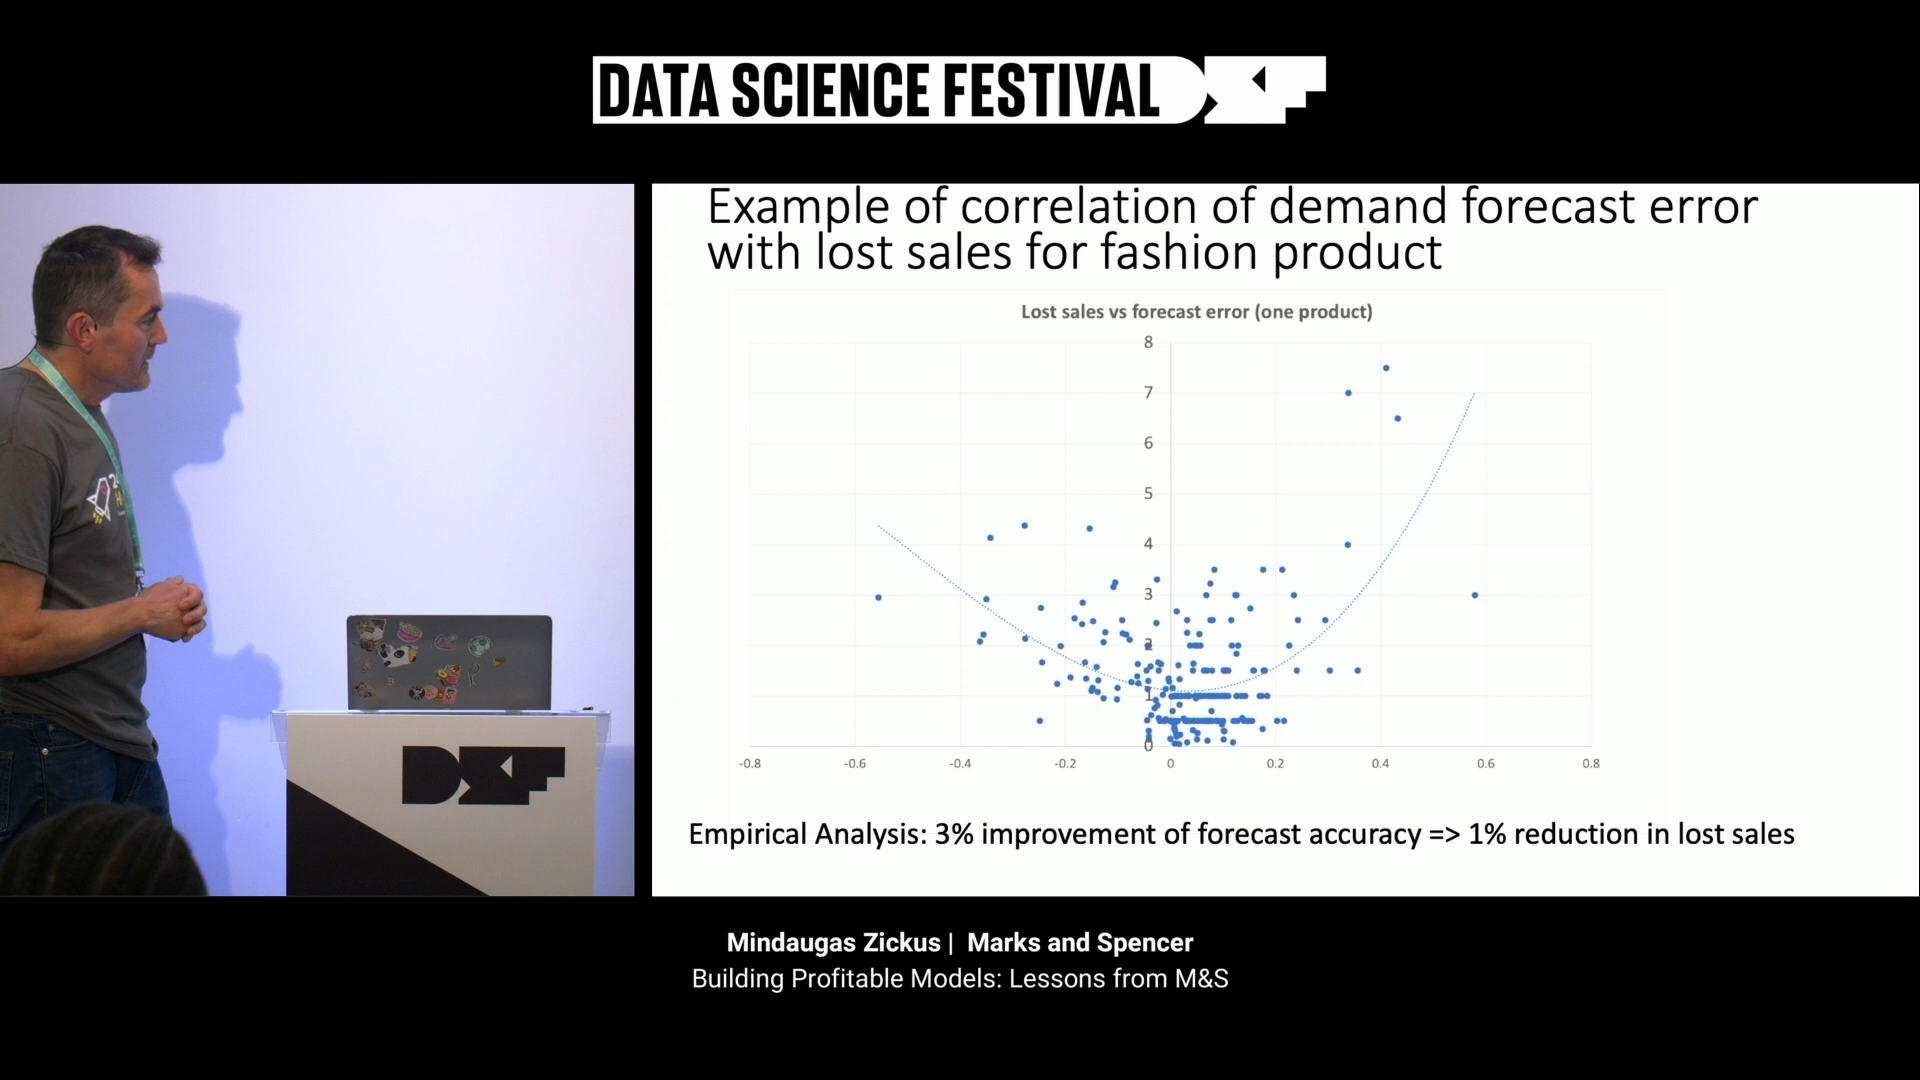 DATA SCIENCE FESTIVAL
Example of correlation of demand forecast error
with lost sales for fashion product
Lost sales vs forecast error (one product)
8
7
6
5
4
3
2
1
0
-0.8 -0.6 -0.4 -0.2 0 0.2 0.4 0.6 0.8
Empirical Analysis: 3% improvement of forecast accuracy => 1% reduction in lost sales
Mindaugas Zickus | Marks and Spencer
Building Profitable Models: Lessons from M&S